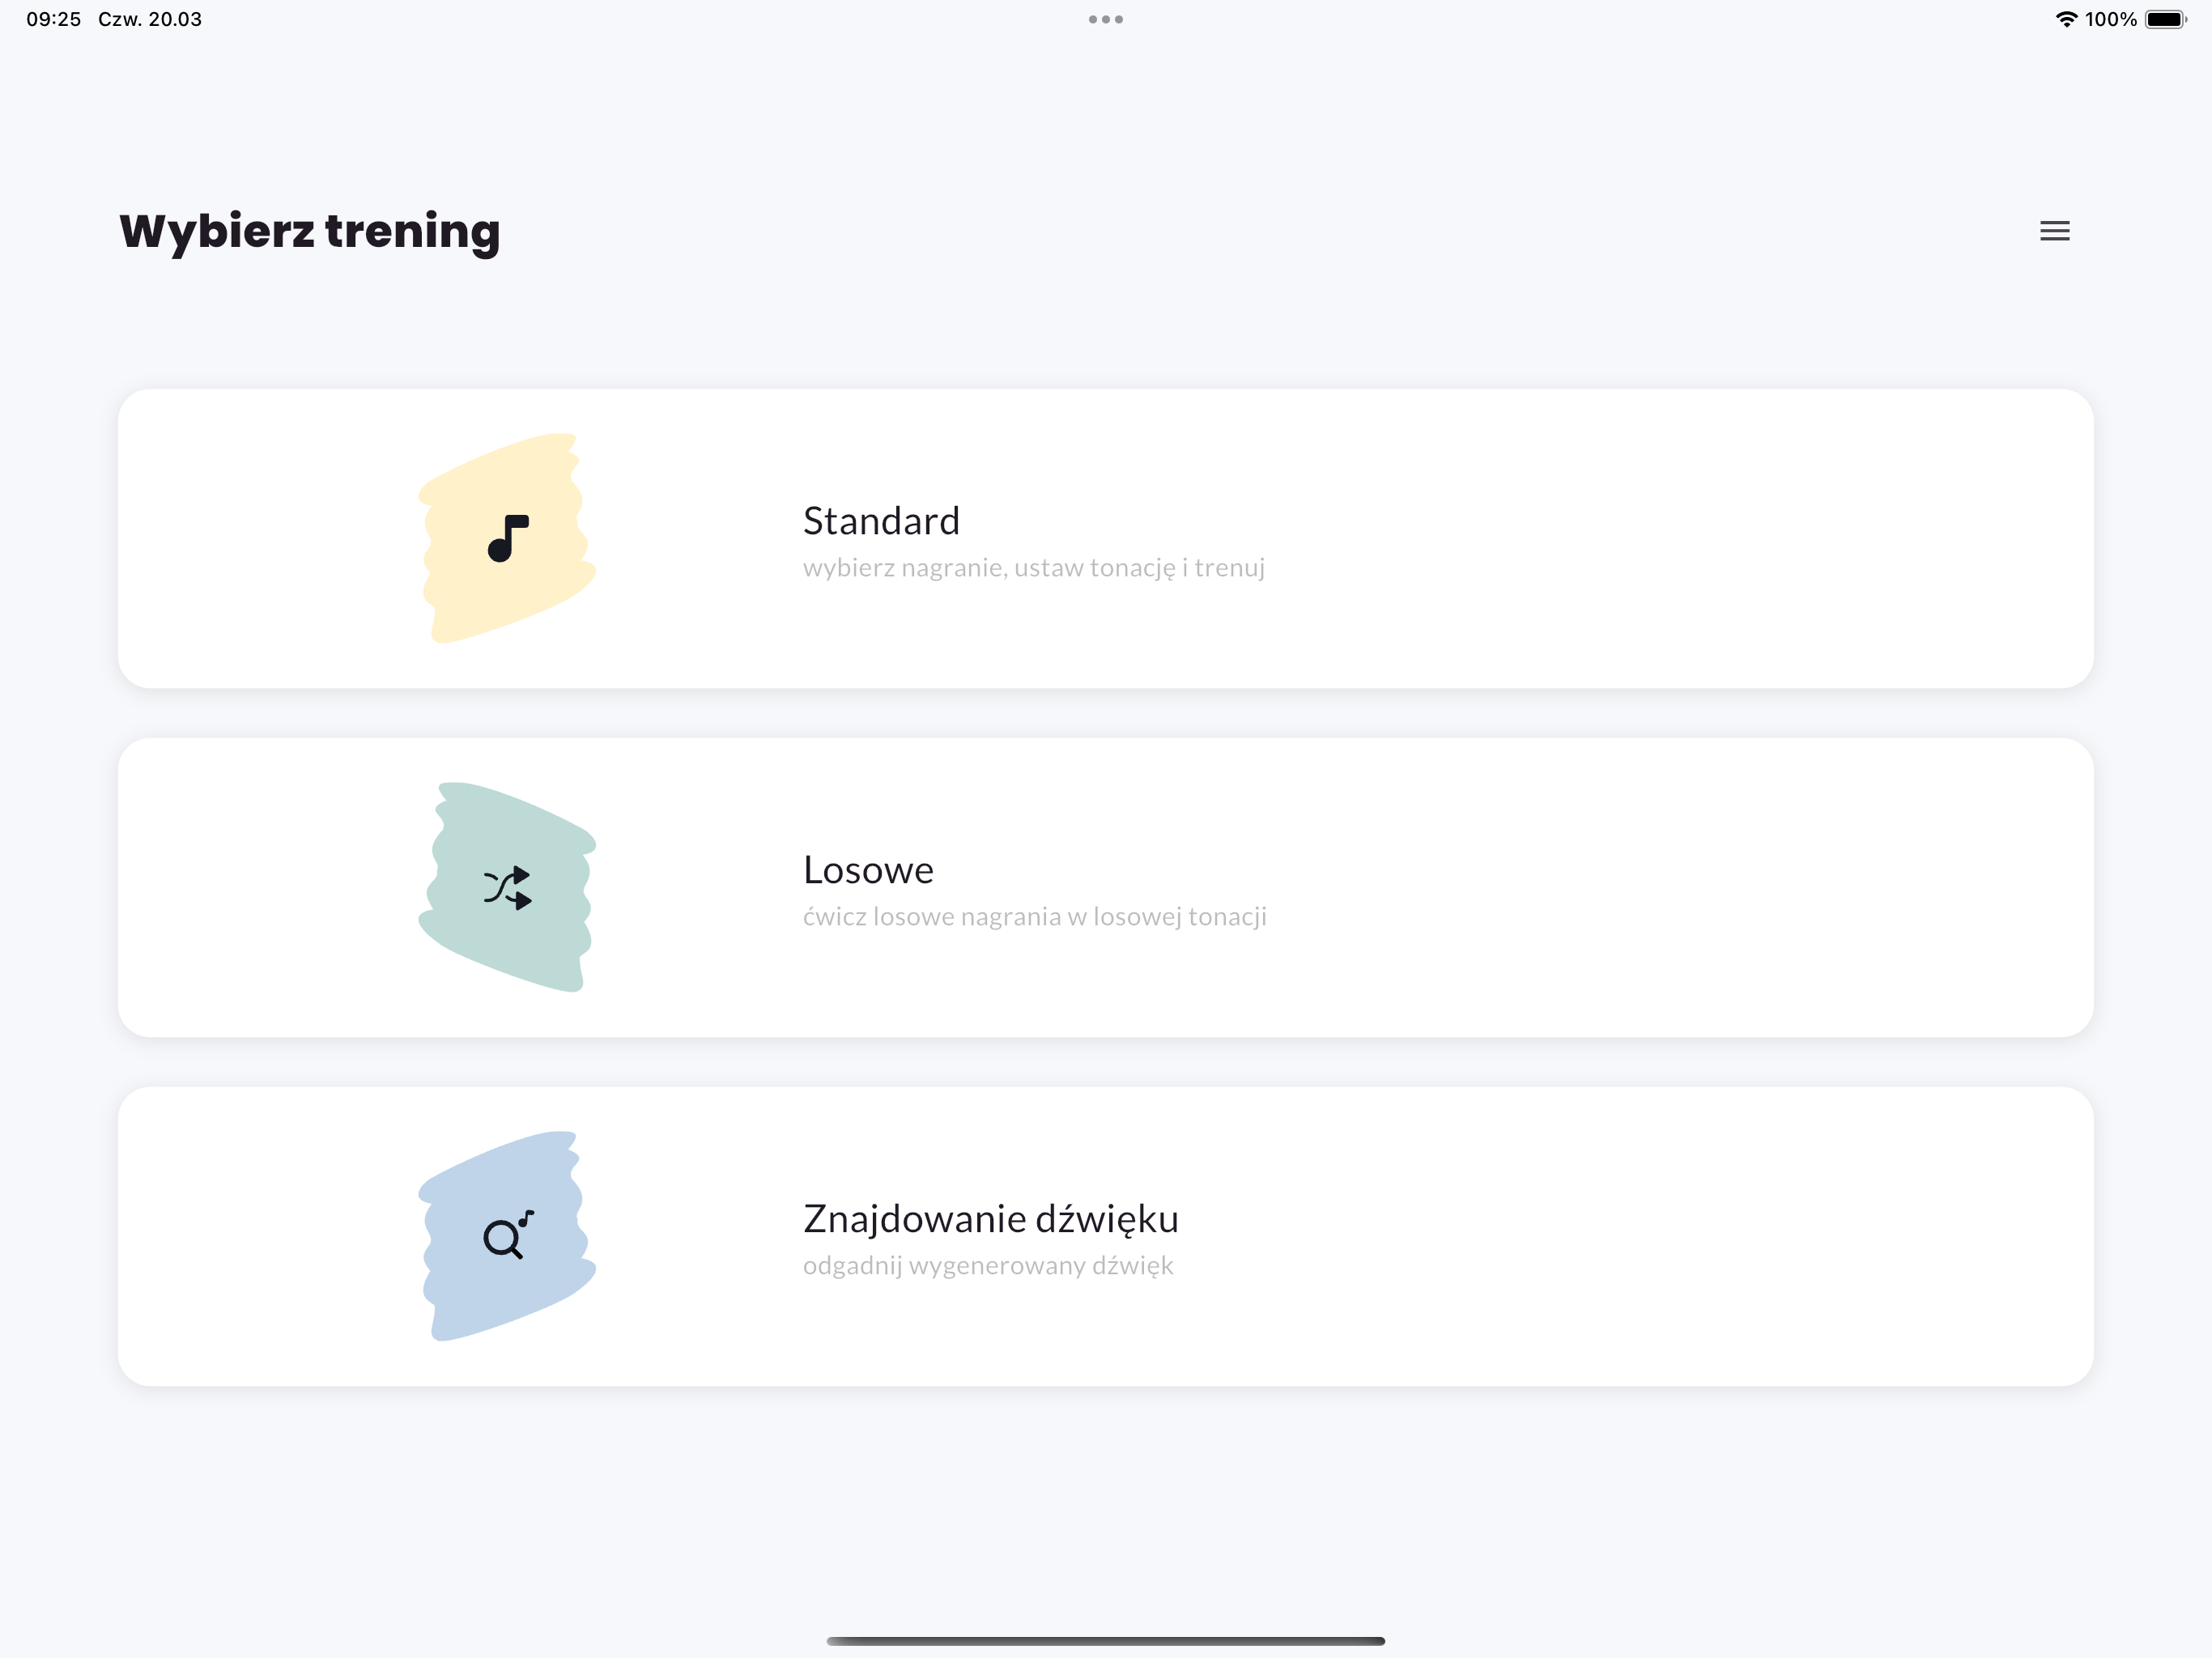 09:25 Czw. 20.03
100%
Wybierz trening
Standard
wybierz nagranie, ustaw tonację i trenuj
Losowe
ćwicz losowe nagrania w losowej tonacji
Znajdowanie dźwięku
odgadnij wygenerowany dźwięk